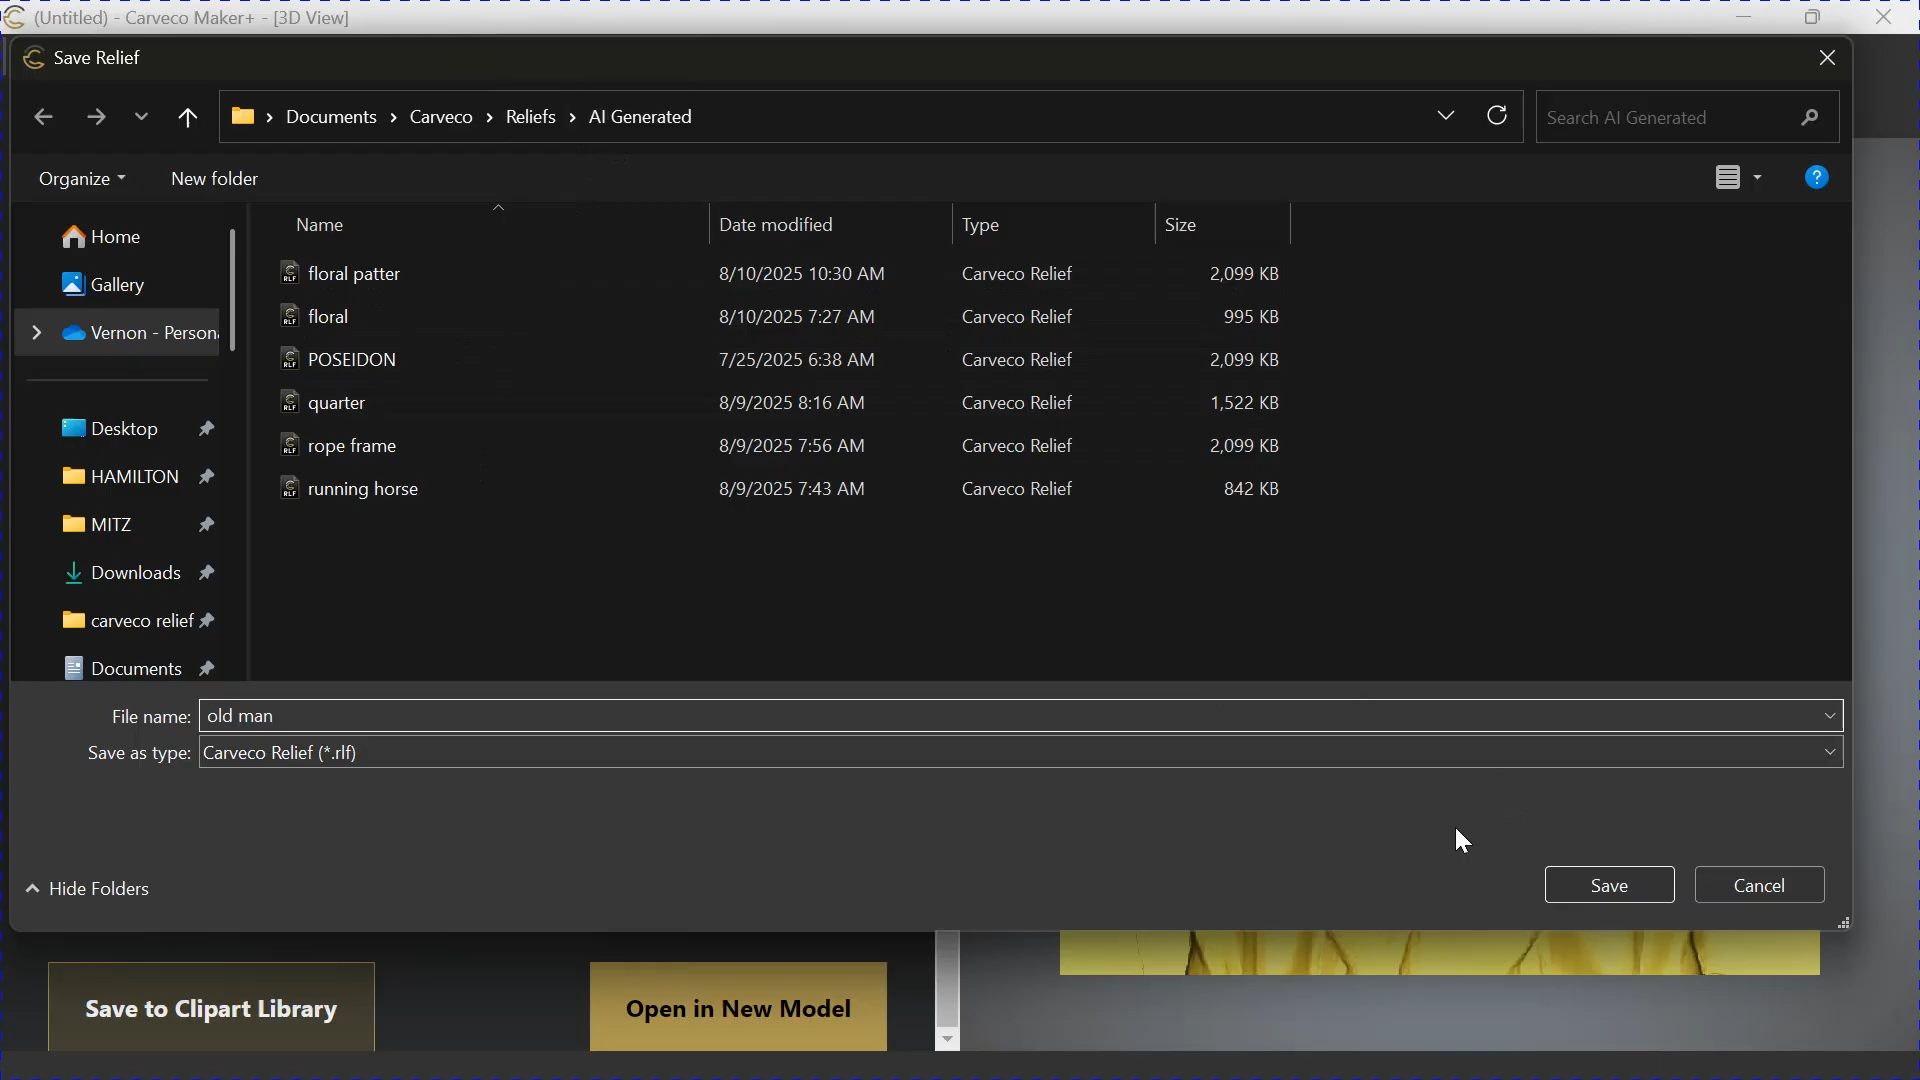 (Untitled) - Carveco Maker+ - [3D View]
Save Relief
Documents > Carveco > Reliefs > AI Generated
Search AI Generated
Organize
New folder
Name
Date modified
Type
Size
Home
Gallery
Vernon - Persona
Desktop
HAMILTON
MITZ
Downloads
carveco relief
Documents
floral patter 8/10/2025 10:30 AM Carveco Relief 2,099 KB
floral 8/10/2025 7:27 AM Carveco Relief 995 KB
POSEIDON 7/25/2025 6:38 AM Carveco Relief 2,099 KB
quarter 8/9/2025 8:16 AM Carveco Relief 1,522 KB
rope frame 8/9/2025 7:56 AM Carveco Relief 2,099 KB
running horse 8/9/2025 7:43 AM Carveco Relief 842 KB
File name: old man
Save as type: Carveco Relief (*.rlf)
Hide Folders
Save
Cancel
Save to Clipart Library
Open in New Model